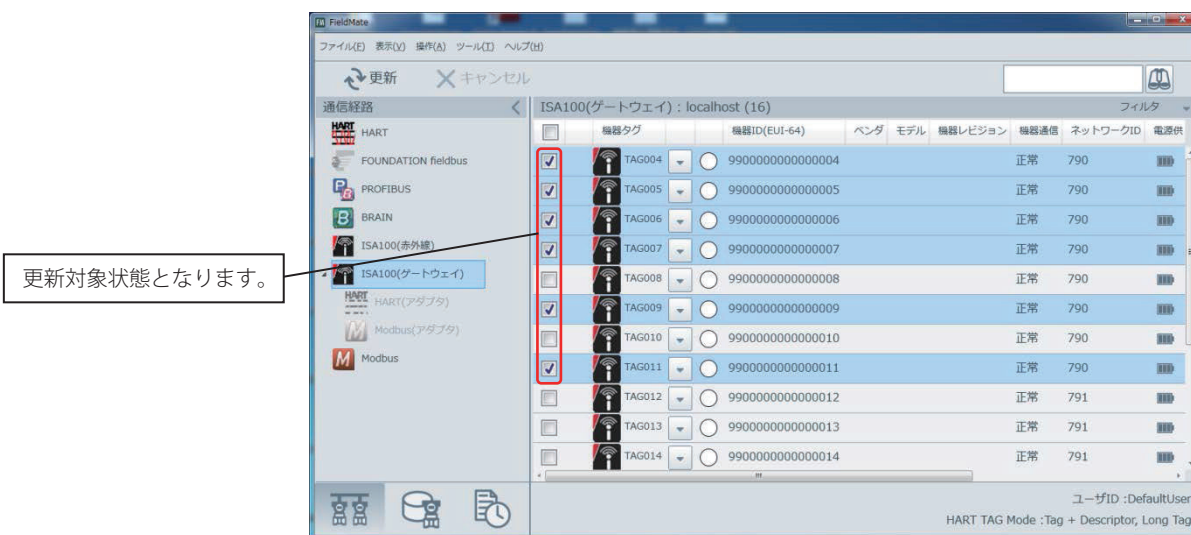 FieldMate
ファイル(F) 表示(V) 操作(A) ツール(T) ヘルプ(H)
更新 キャンセル
通信経路
ISA100(ゲートウェイ) : localhost (16) フィルタ
機器タグ 機器ID(EUI-64) ベンダ モデル 機器レビジョン 機器通信 ネットワークID 電源供
HART HART
FOUNDATION fieldbus
PROFIBUS
BRAIN
ISA100(赤外線)
ISA100(ゲートウェイ)
HART HART(アダプタ)
Modbus(アダプタ)
Modbus
更新対象状態となります。
TAG004 9900000000000004 正常 790
TAG005 9900000000000005 正常 790
TAG006 9900000000000006 正常 790
TAG007 9900000000000007 正常 790
TAG008 9900000000000008 正常 790
TAG009 9900000000000009 正常 790
TAG010 9900000000000010 正常 790
TAG011 9900000000000011 正常 790
TAG012 9900000000000012 正常 791
TAG013 9900000000000013 正常 791
TAG014 9900000000000014 正常 791
ユーザID :DefaultUser
HART TAG Mode :Tag + Descriptor, Long Tag